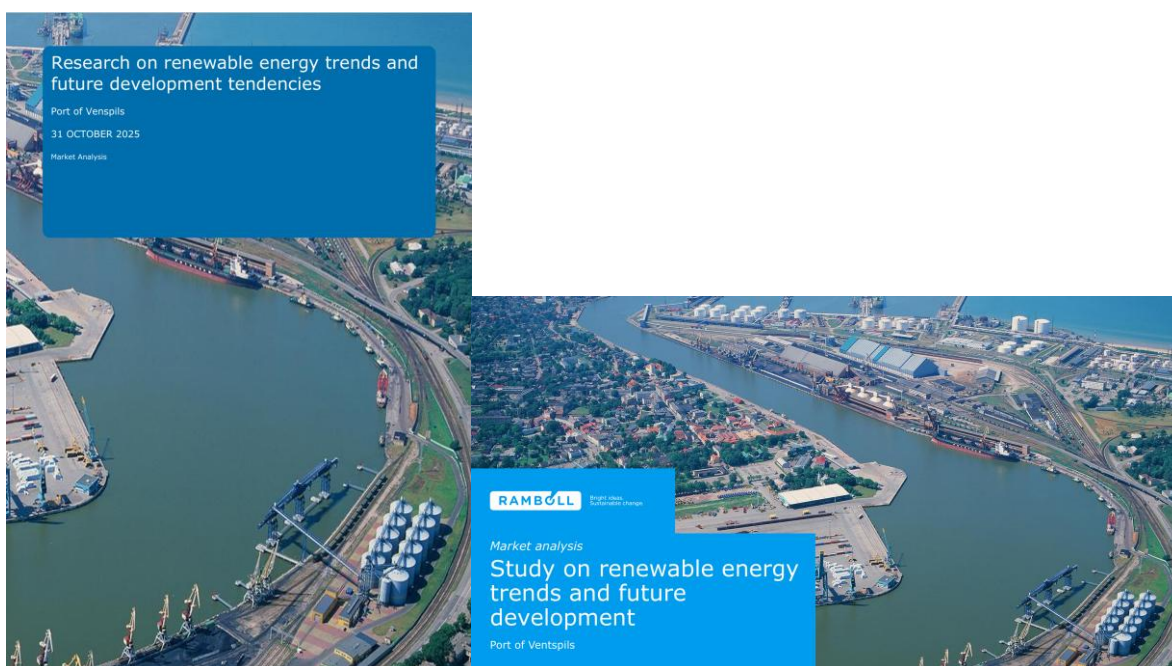 Research on renewable energy trends and
future development tendencies
Port of Venspils
31 OCTOBER 2025
Market Analysis
RAMBOLL
Bright ideas.
Sustainable change.
Market analysis
Study on renewable energy
trends and future
development
Port of Ventspils